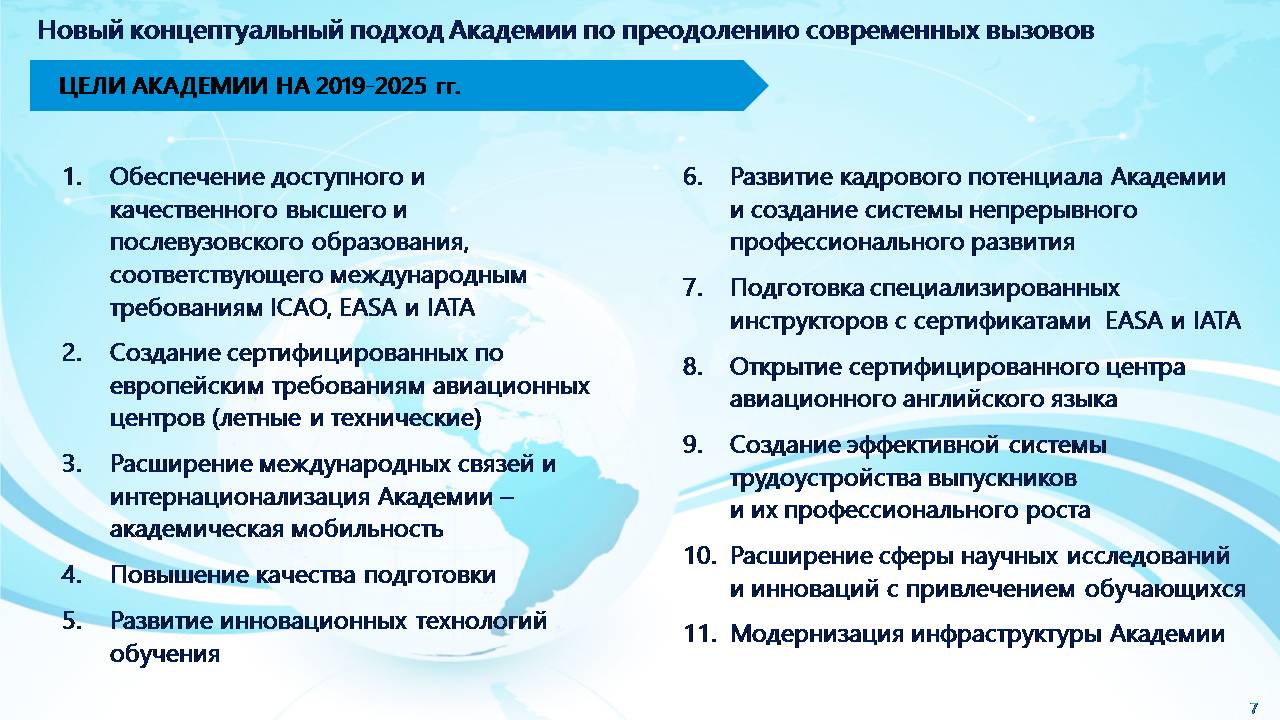 Новый концептуальный подход Академии по преодолению современных вызовов
ЦЕЛИ АКАДЕМИИ НА 2019-2025 гг.
1. Обеспечение доступного и
качественного высшего и
послевузовского образования,
соответствующего международным
требованиям ICAO, EASA и IATA
2. Создание сертифицированных по
европейским требованиям авиационных
центров (летные и технические)
3. Расширение международных связей и
интернационализация Академии –
академическая мобильность
4. Повышение качества подготовки
5. Развитие инновационных технологий
обучения
6. Развитие кадрового потенциала Академии
и создание системы непрерывного
профессионального развития
7. Подготовка специализированных
инструкторов с сертификатами EASA и IATA
8. Открытие сертифицированного центра
авиационного английского языка
9. Создание эффективной системы
трудоустройства выпускников
и их профессионального роста
10. Расширение сферы научных исследований
и инноваций с привлечением обучающихся
11. Модернизация инфраструктуры Академии
7